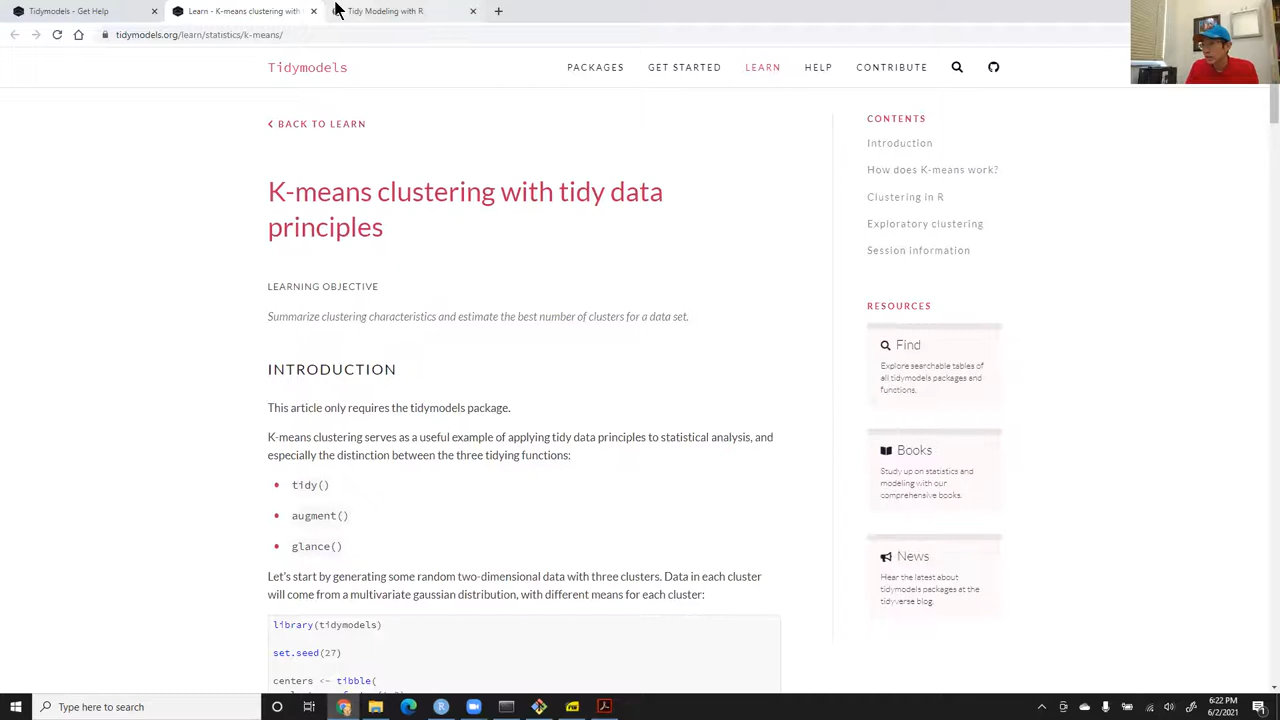 Tidymodels - Get Help
Learn - K-means clustering with
Tidy Modeling with R
tidymodels.org/learn/statistics/k-means/
Tidymodels
PACKAGES
GET STARTED
LEARN
HELP
CONTRIBUTE
BACK TO LEARN
K-means clustering with tidy data
principles
LEARNING OBJECTIVE
Summarize clustering characteristics and estimate the best number of clusters for a data set.
INTRODUCTION
This article only requires the tidymodels package.
K-means clustering serves as a useful example of applying tidy data principles to statistical analysis, and
especially the distinction between the three tidying functions:
tidy()
augment()
glance()
Let's start by generating some random two-dimensional data with three clusters. Data in each cluster
will come from a multivariate gaussian distribution, with different means for each cluster:
library(tidymodels)
set.seed(27)
centers <- tibble(
CONTENTS
Introduction
How does K-means work?
Clustering in R
Exploratory clustering
Session information
RESOURCES
Find
Explore searchable tables of
all tidymodels packages and
functions.
Books
Study up on statistics and
modeling with our
comprehensive books.
News
Hear the latest about
tidymodels packages at the
tidyverse blog.
Type here to search
6:22 PM
6/2/2021